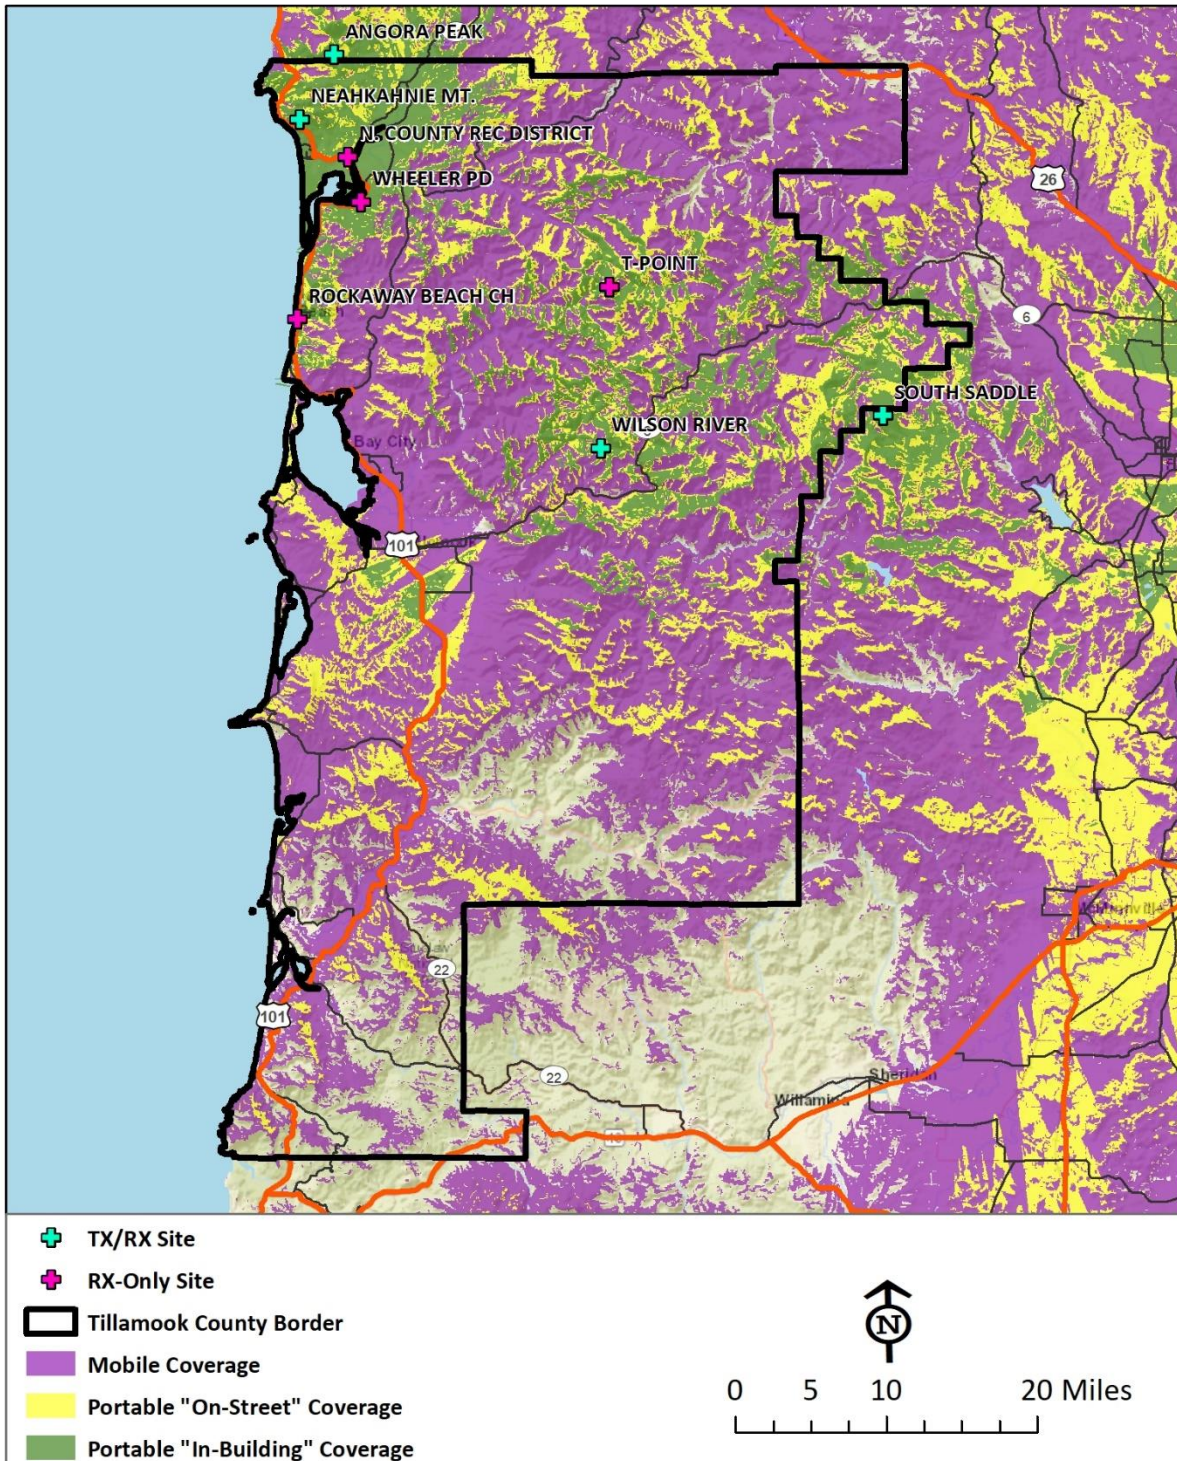 ANGORA PEAK
NEAHKAHNIE MT.
N. COUNTY REC DISTRICT
WHEELER PD
26
T-POINT
ROCKAWAY BEACH CH
6
SOUTH SADDLE
WILSON RIVER
Bay City
101
22
101
22
Sheridan
Willamina
TX/RX Site
RX-Only Site
Tillamook County Border
Mobile Coverage
Portable "On-Street" Coverage
Portable "In-Building" Coverage
N
0 5 10 20 Miles